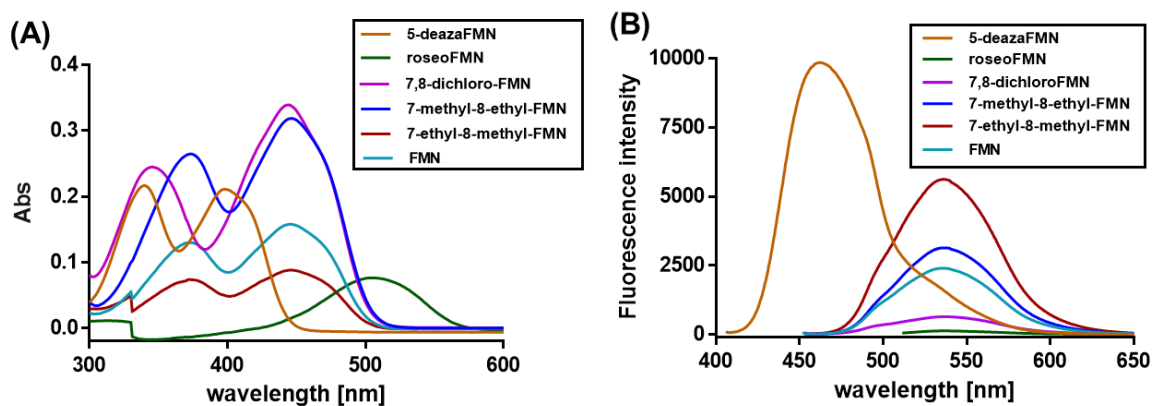 (A)
5-deazaFMN
roseoFMN
7,8-dichloro-FMN
7-methyl-8-ethyl-FMN
7-ethyl-8-methyl-FMN
FMN
0.4
0.3
0.2
0.1
0.0
Abs
300
400
500
600
wavelength [nm]
(B)
5-deazaFMN
roseoFMN
7,8-dichloroFMN
7-methyl-8-ethyl-FMN
7-ethyl-8-methyl-FMN
FMN
10000
7500
5000
2500
0
Fluorescence intensity
400
450
500
550
600
650
wavelength [nm]